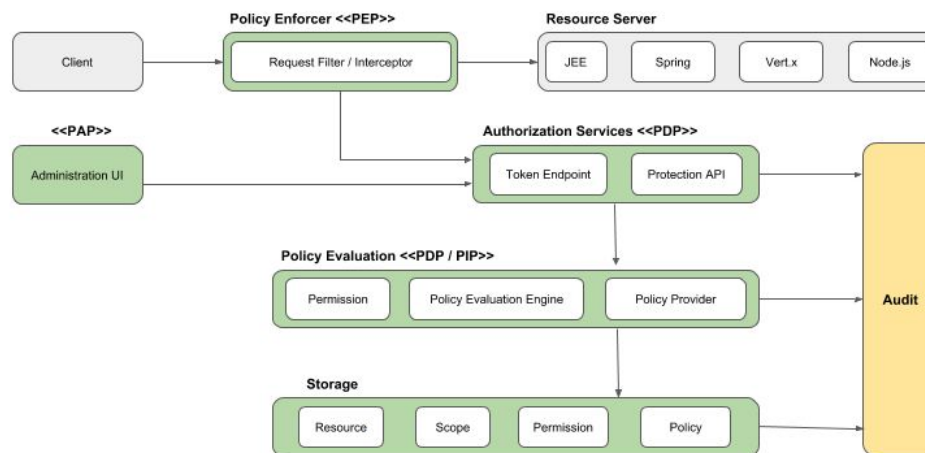 Policy Enforcer <<PEP>>
Resource Server
Client
Request Filter / Interceptor
JEE
Spring
Vert.x
Node.js
<<PAP>>
Authorization Services <<PDP>>
Administration UI
Token Endpoint
Protection API
Policy Evaluation <<PDP / PIP>>
Permission
Policy Evaluation Engine
Policy Provider
Audit
Storage
Resource
Scope
Permission
Policy